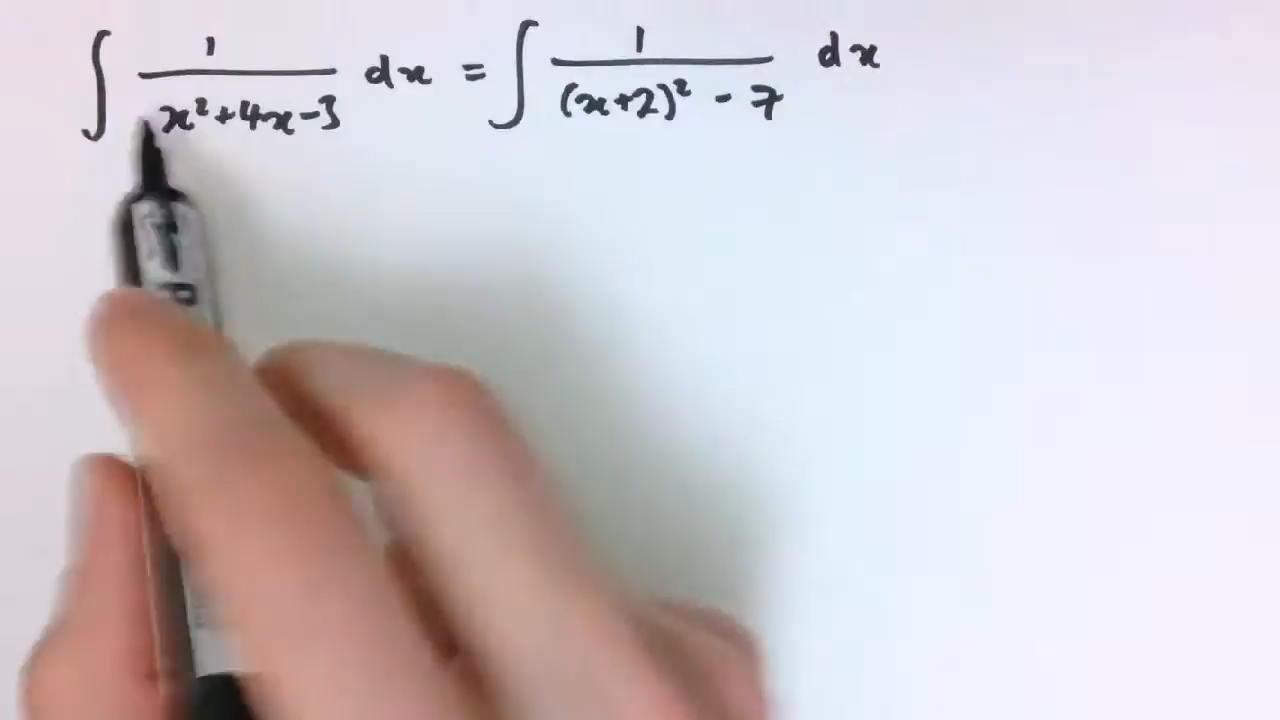 ∫ 1/(x²+4x-3) dx = ∫ 1/((x+2)² - 7) dx